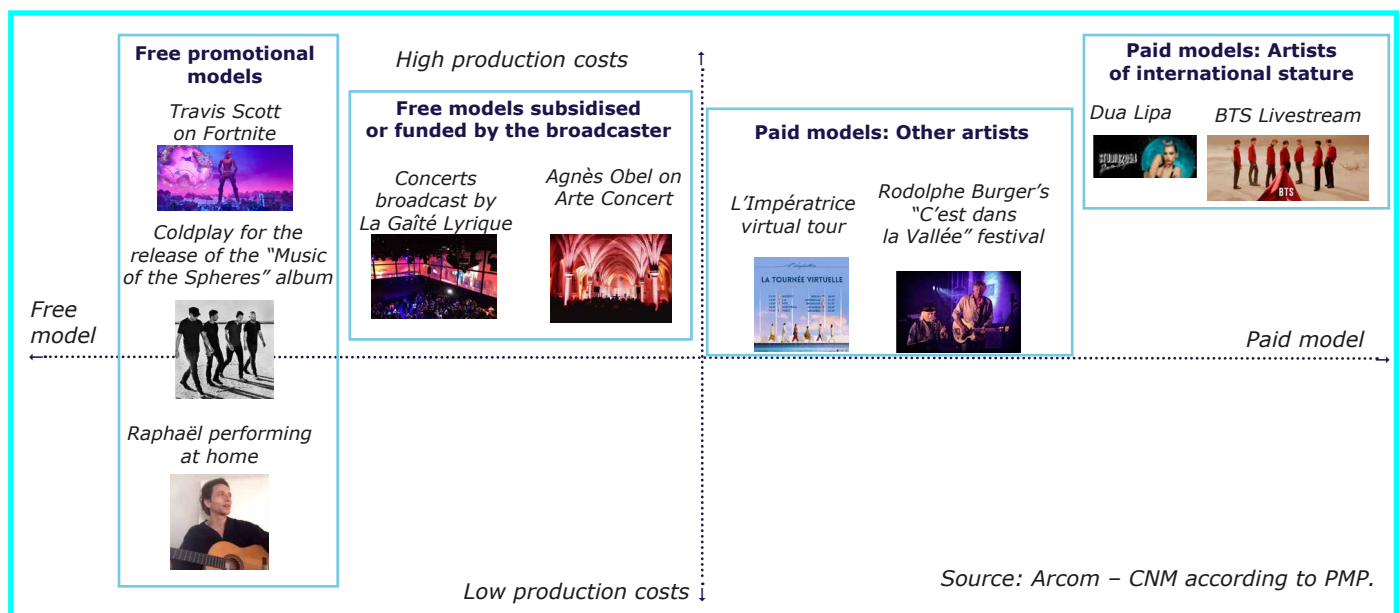 Free promotional
models
Travis Scott
on Fortnite
Coldplay for the
release of the “Music
of the Spheres” album
Raphaël performing
at home
High production costs
Free models subsidised
or funded by the broadcaster
Concerts
broadcast by
La Gaîté Lyrique
Agnès Obel on
Arte Concert
Paid models: Other artists
L’Impératrice
virtual tour
LA TOURNÉE VIRTUELLE
Rodolphe Burger’s
“C’est dans
la Vallée” festival
Paid models: Artists
of international stature
Dua Lipa
BTS Livestream
BTS
Free
model
Paid model
Low production costs
Source: Arcom – CNM according to PMP.